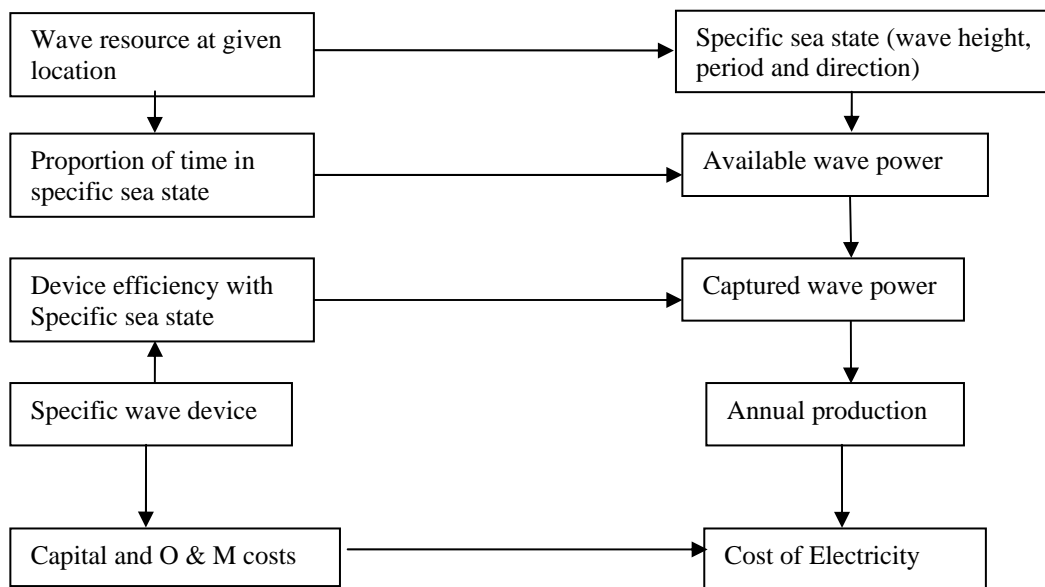 Wave resource at given
location
Specific sea state (wave height,
period and direction)
Proportion of time in
specific sea state
Available wave power
Device efficiency with
Specific sea state
Captured wave power
Specific wave device
Annual production
Capital and O & M costs
Cost of Electricity